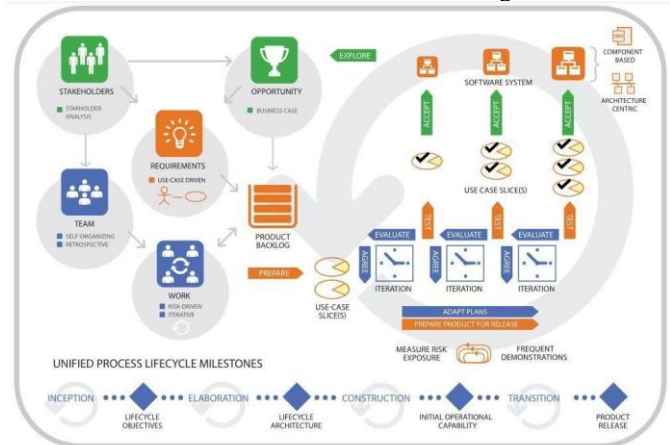 STAKEHOLDERS
STAKHOLDER
ANALYSIS
OPPORTUNITY
BUSINESS CASE
EXPLORE
REQUIREMENTS
USE-CASE DRIVEN
TEAM
SELF-ORGANIZING
RETROSPECTIVE
WORK
RISK-DRIVEN
ITERATIVE
PRODUCT
BACKLOG
PREPARE
USE-CASE
SLICE(S)
SOFTWARE SYSTEM
COMPONENT
BASED
ARCHITECTURE
CENTRIC
ACCEPT
ACCEPT
ACCEPT
USE CASE SLICE(S)
TEST
TEST
TEST
EVALUATE
EVALUATE
EVALUATE
AGREE
AGREE
AGREE
ITERATION
ITERATION
ITERATION
ADAPT PLANS
PREPARE PRODUCT FOR RELEASE
MEASURE RISK
EXPOSURE
FREQUENT
DEMONSTRATIONS
UNIFIED PROCESS LIFECYCLE MILESTONES
INCEPTION
ELABORATION
CONSTRUCTION
TRANSITION
LIFECYCLE
OBJECTIVES
LIFECYCLE
ARCHITECTURE
INITIAL OPERATIONAL
CAPABILITY
PRODUCT
RELEASE